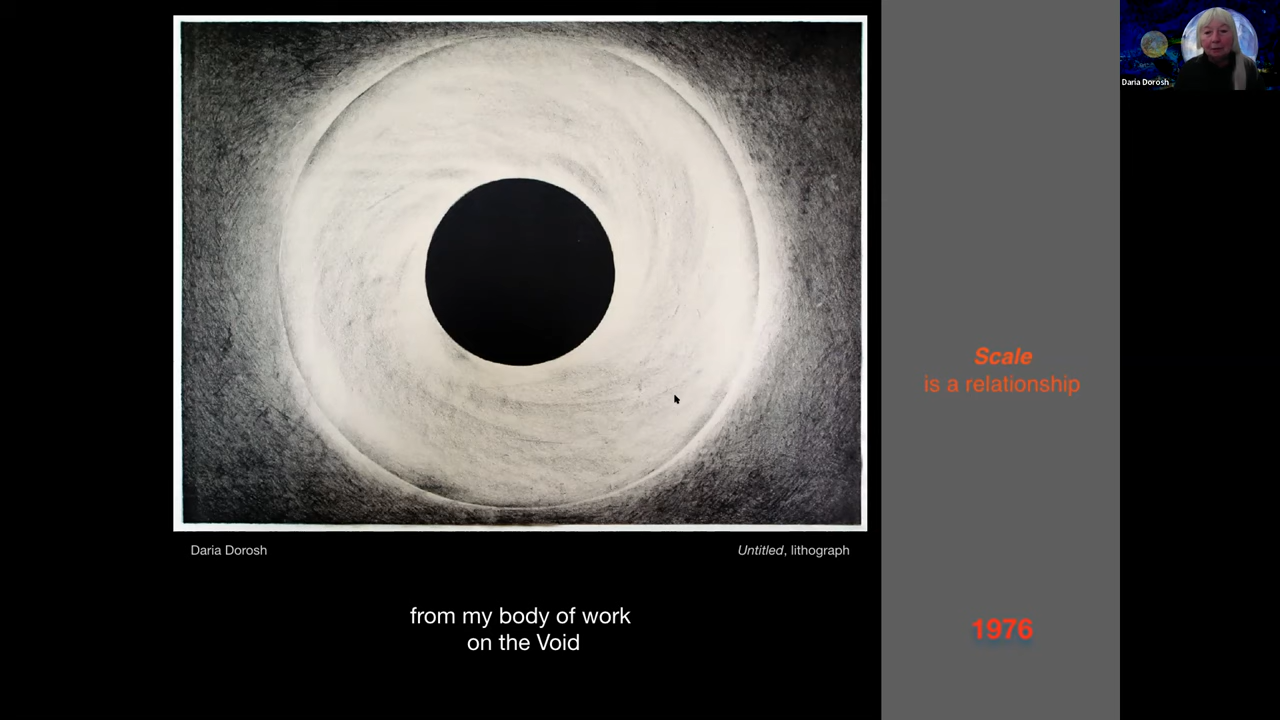 Daria Dorosh
Daria Dorosh
Untitled, lithograph
from my body of work
on the Void
Scale
is a relationship
1976